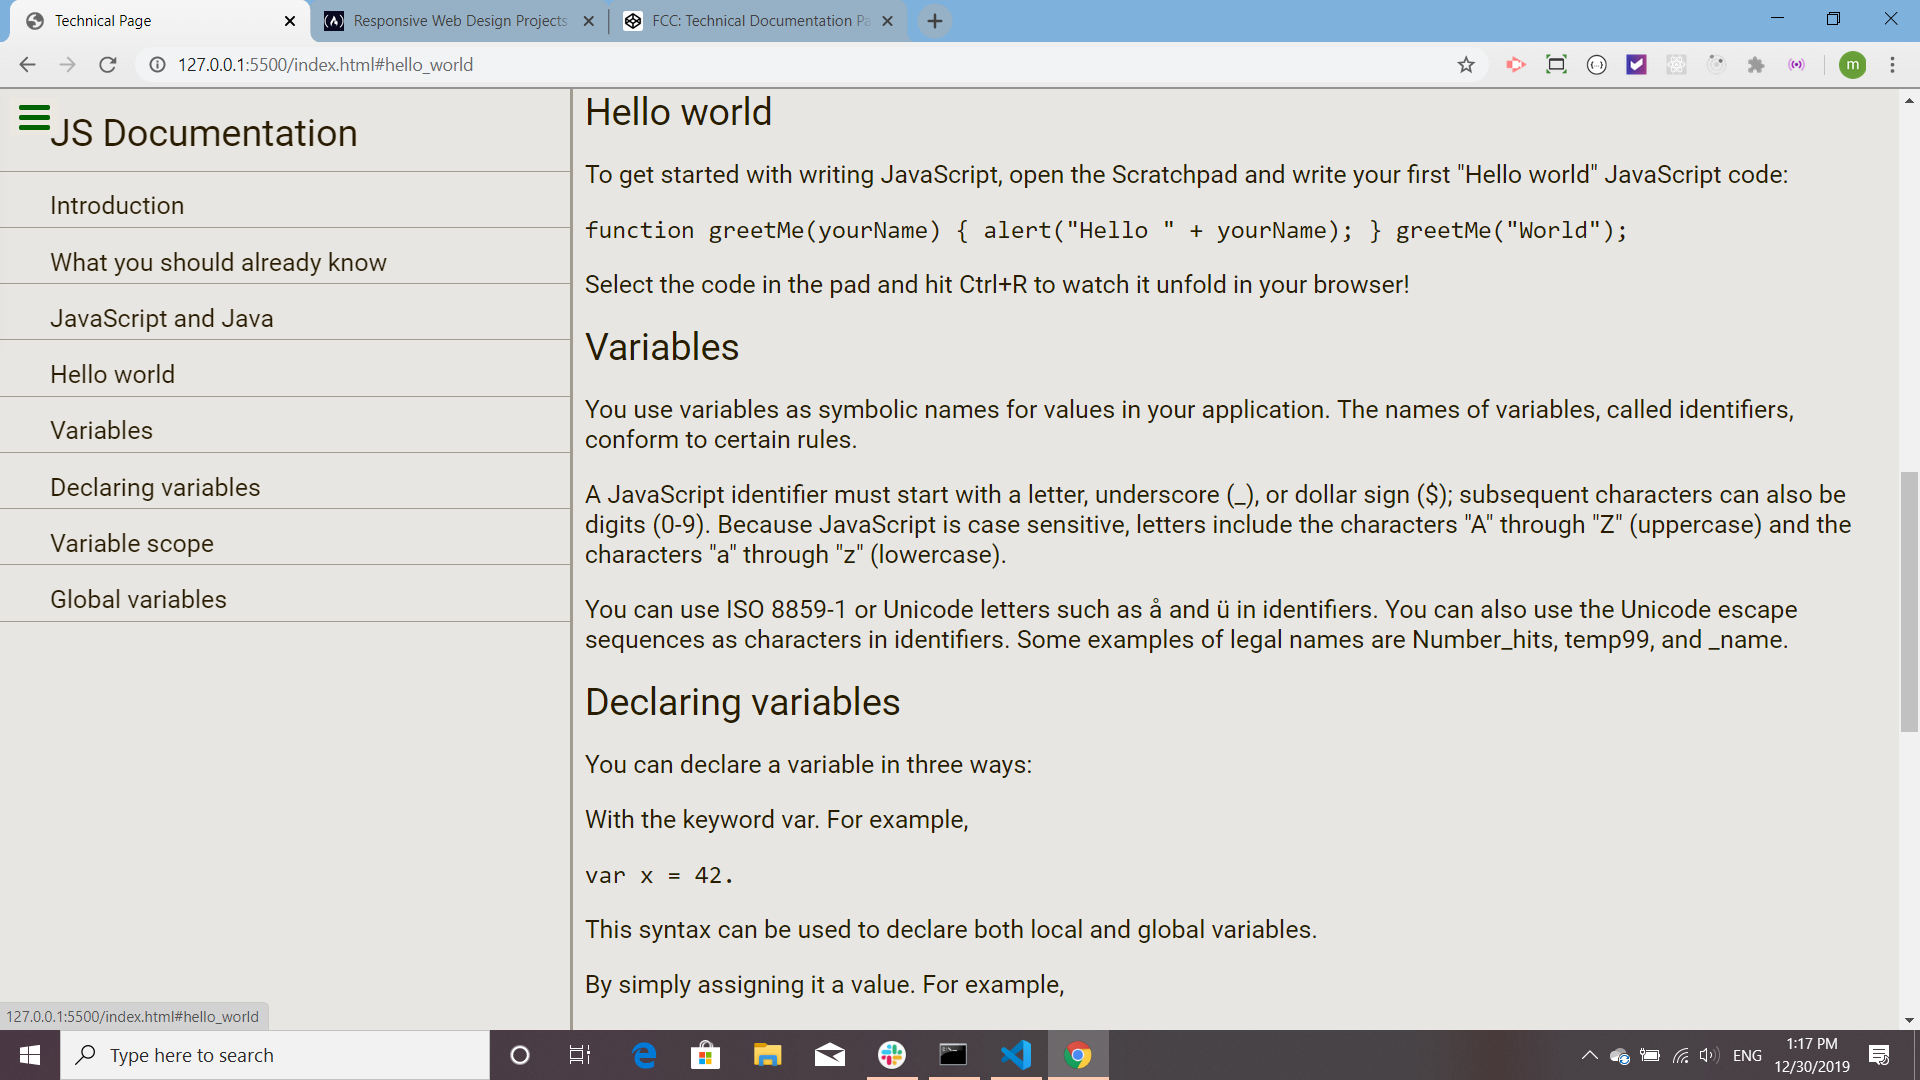 Technical Page
Responsive Web Design Projects
FCC: Technical Documentation Pa
127.0.0.1:5500/index.html#hello_world
m
JS Documentation
Introduction
What you should already know
JavaScript and Java
Hello world
Variables
Declaring variables
Variable scope
Global variables
Hello world
To get started with writing JavaScript, open the Scratchpad and write your first "Hello world" JavaScript code:
function greetMe(yourName) { alert("Hello " + yourName); } greetMe("World");
Select the code in the pad and hit Ctrl+R to watch it unfold in your browser!
Variables
You use variables as symbolic names for values in your application. The names of variables, called identifiers,
conform to certain rules.
A JavaScript identifier must start with a letter, underscore (_), or dollar sign ($); subsequent characters can also be
digits (0-9). Because JavaScript is case sensitive, letters include the characters "A" through "Z" (uppercase) and the
characters "a" through "z" (lowercase).
You can use ISO 8859-1 or Unicode letters such as å and ü in identifiers. You can also use the Unicode escape
sequences as characters in identifiers. Some examples of legal names are Number_hits, temp99, and _name.
Declaring variables
You can declare a variable in three ways:
With the keyword var. For example,
var x = 42.
This syntax can be used to declare both local and global variables.
By simply assigning it a value. For example,
127.0.0.1:5500/index.html#hello_world
Type here to search
ENG
1:17 PM
12/30/2019